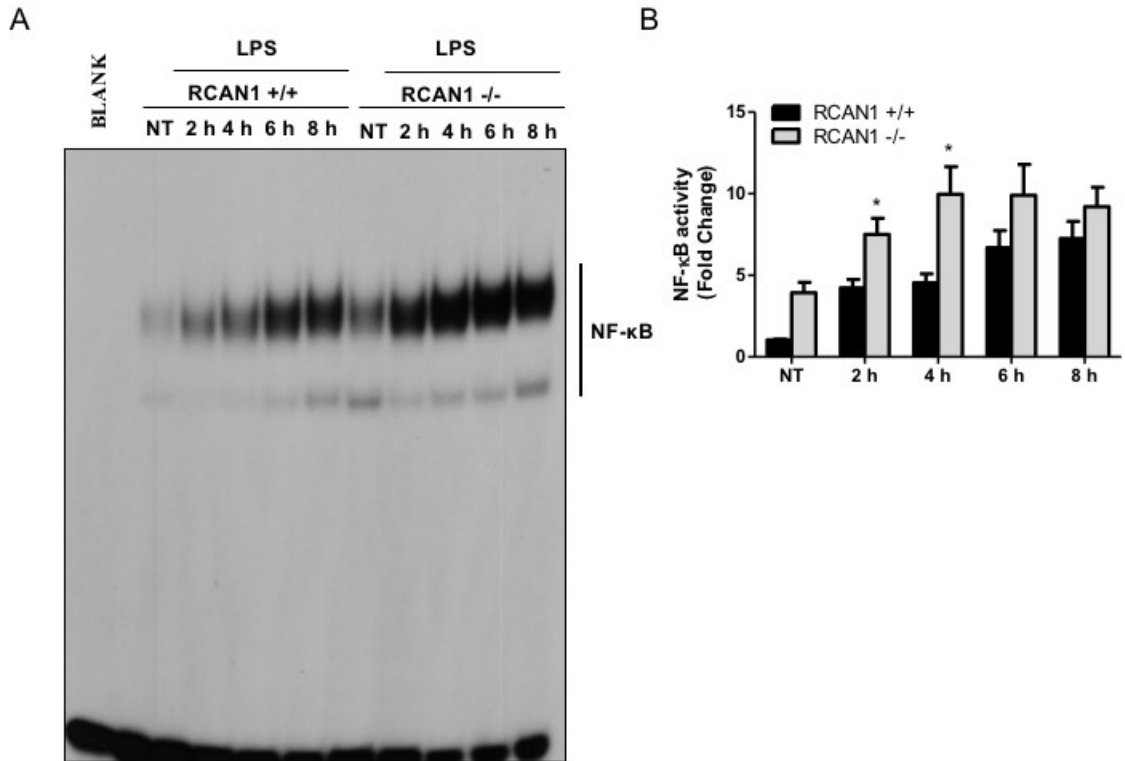 A
LPS
LPS
BLANK
RCAN1 +/+
RCAN1 -/-
NT 2 h 4 h 6 h 8 h
NT 2 h 4 h 6 h 8 h
NF-κB
B
RCAN1 +/+
RCAN1 -/-
NF-κB activity
(Fold Change)
15
10
5
0
*
*
NT 2 h 4 h 6 h 8 h